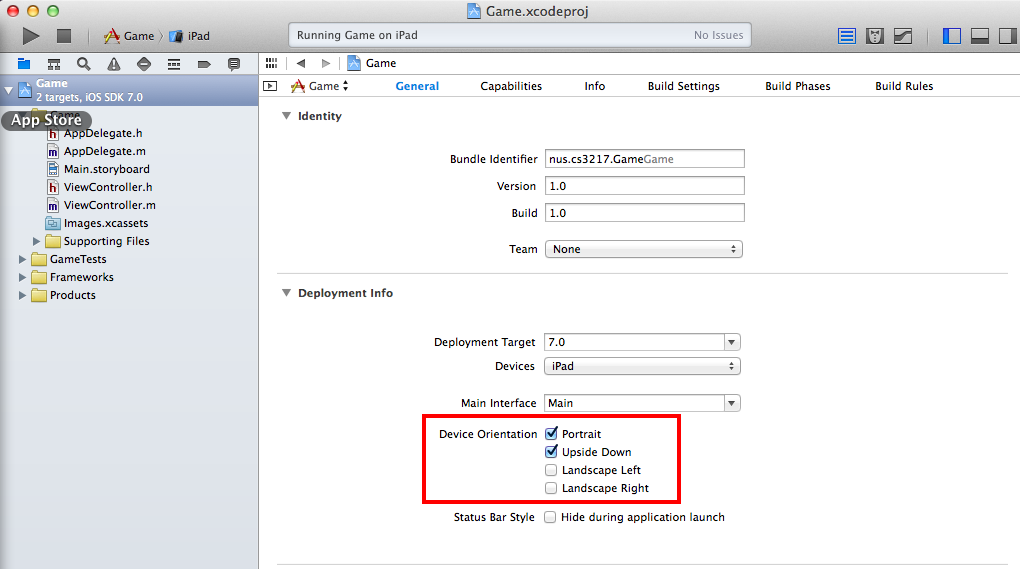 Game.xcodeproj
Game iPad
Running Game on iPad No Issues
Game
2 targets, iOS SDK 7.0
Game
App Store
AppDelegate.h
AppDelegate.m
Main.storyboard
ViewController.h
ViewController.m
Images.xcassets
Supporting Files
GameTests
Frameworks
Products
Game
Game General Capabilities Info Build Settings Build Phases Build Rules
Identity
Bundle Identifier nus.cs3217.GameGame
Version 1.0
Build 1.0
Team None
Deployment Info
Deployment Target 7.0
Devices iPad
Main Interface Main
Device Orientation Portrait
Upside Down
Landscape Left
Landscape Right
Status Bar Style Hide during application launch